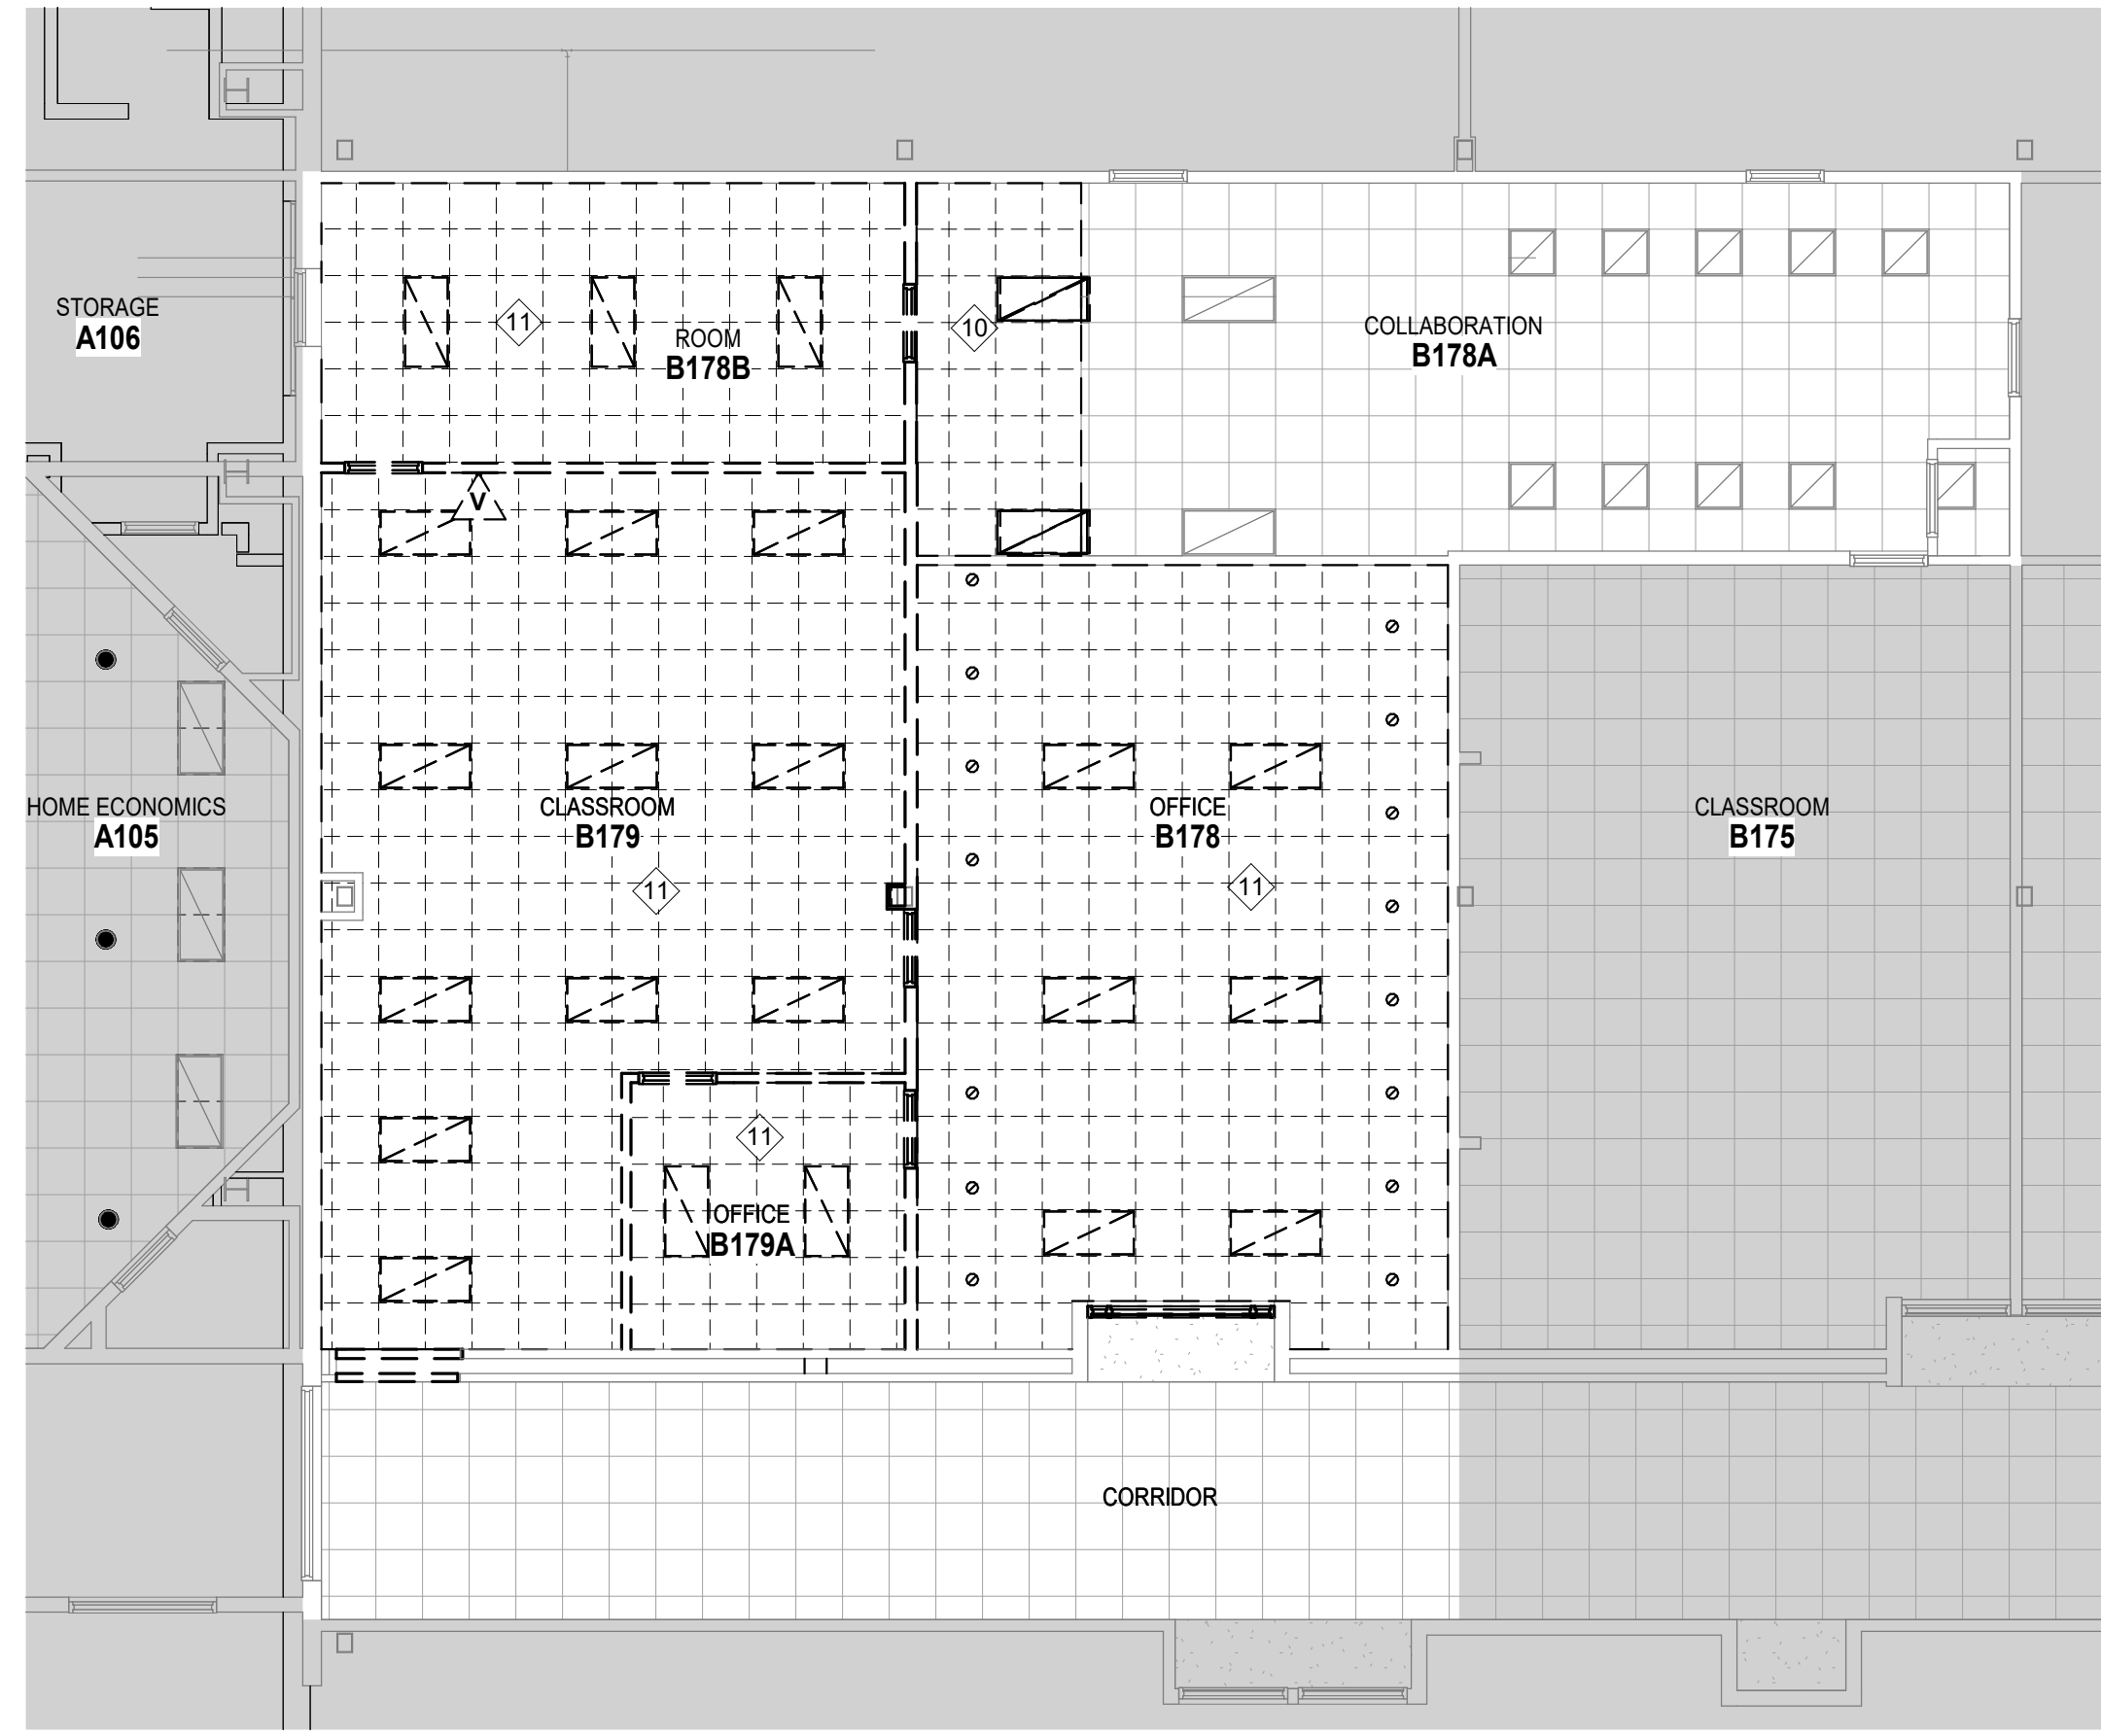 STORAGE
A106
11
ROOM
B178B
10
COLLABORATION
B178A
V
HOME ECONOMICS
A105
CLASSROOM
B179
11
OFFICE
B178
11
CLASSROOM
B175
11
OFFICE
B179A
CORRIDOR